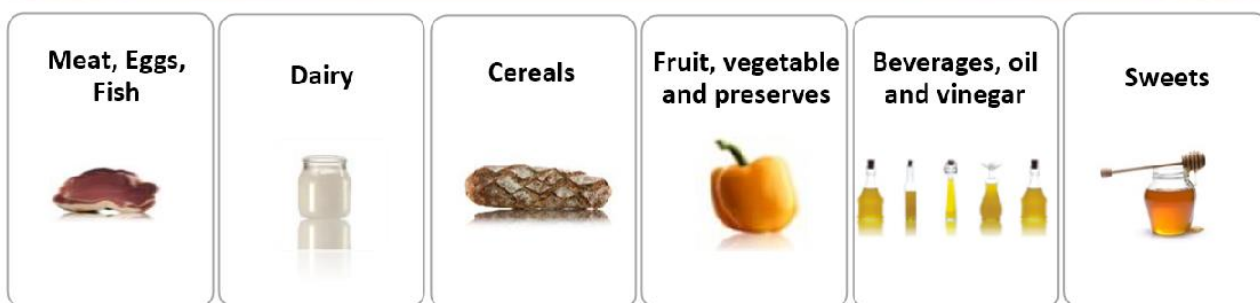 Meat, Eggs,
Fish
Dairy
Cereals
Fruit, vegetable
and preserves
Beverages, oil
and vinegar
Sweets